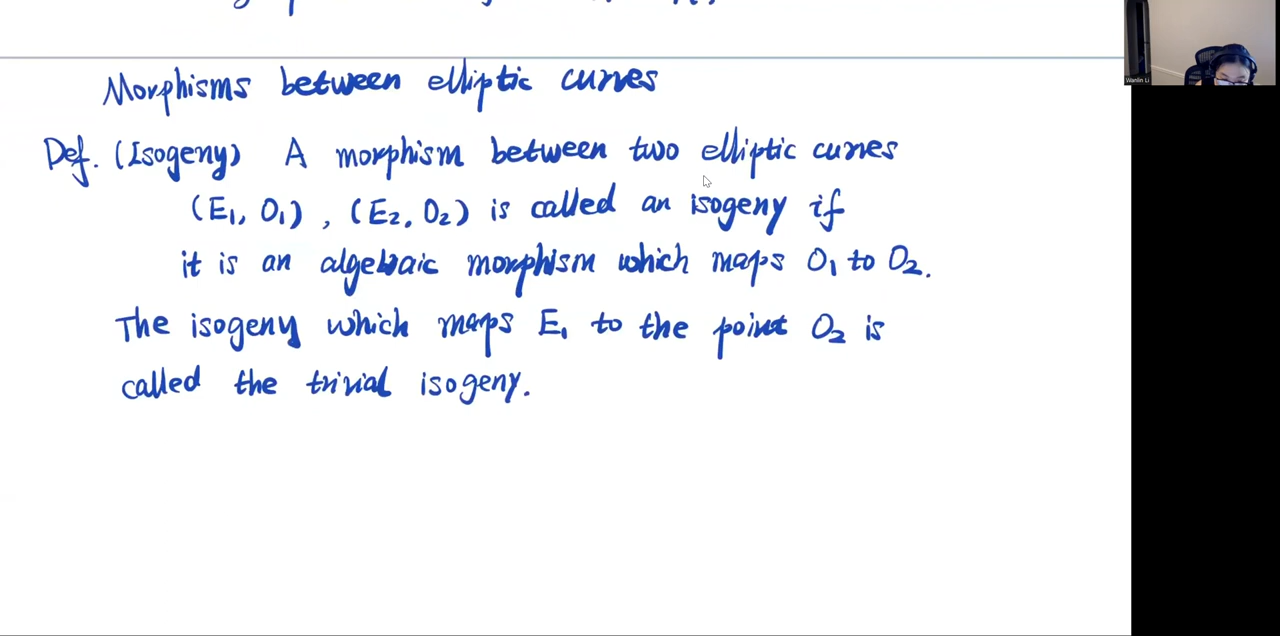 Morphisms between elliptic curves
Def. (Isogeny) A morphism between two elliptic curves
(E1, O1), (E2, O2) is called an isogeny if
it is an algebraic morphism which maps O1 to O2.
The isogeny which maps E1 to the point O2 is
called the trivial isogeny.
Wanlin Li